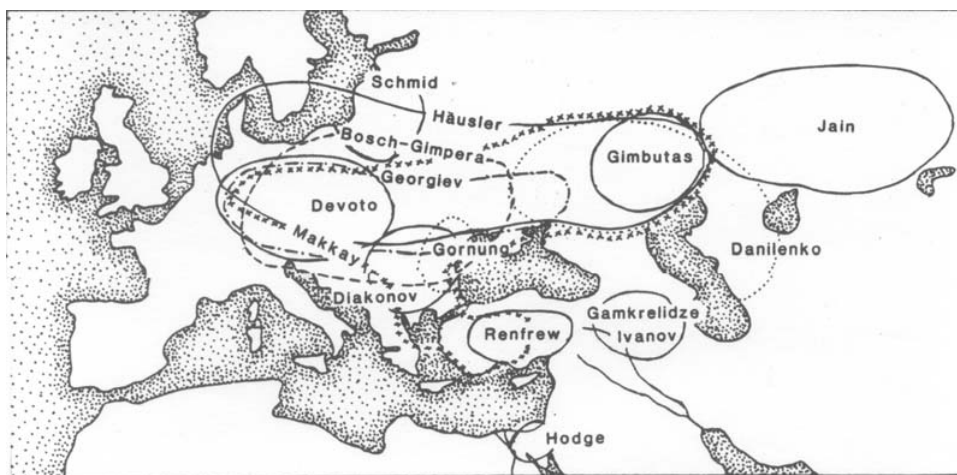 Schmid
Häusler
Jain
Bosch-Gimpera
Gimbutas
Georgiev
Devoto
Makkay
Gornung
Danilenko
Diakonov
Gamkrelidze
Ivanov
Renfrew
Hodge